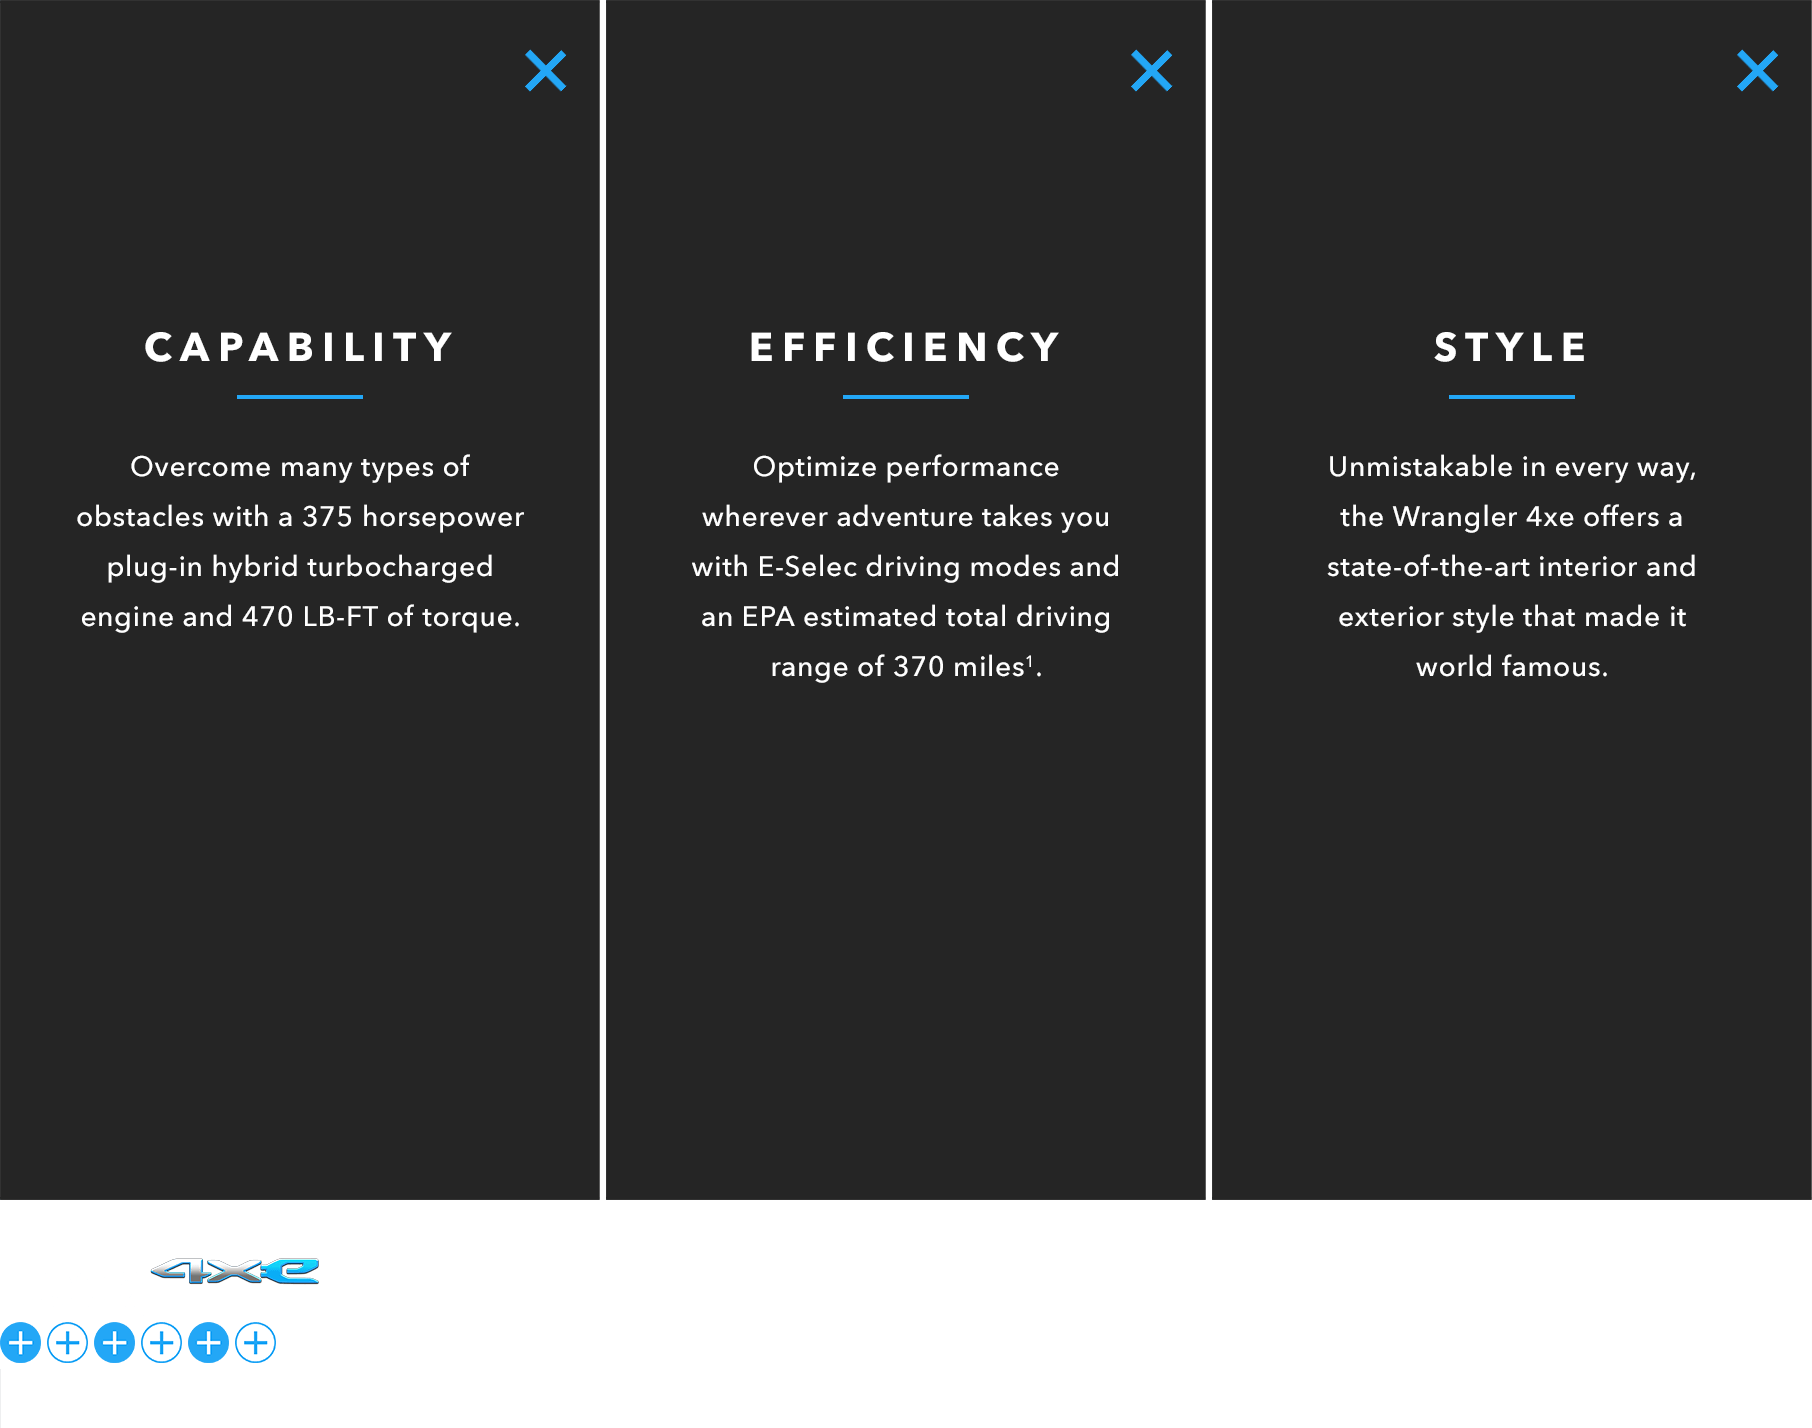 CAPABILITY
Overcome many types of
obstacles with a 375 horsepower
plug-in hybrid turbocharged
engine and 470 LB-FT of torque.
EFFICIENCY
Optimize performance
wherever adventure takes you
with E-Selec driving modes and
an EPA estimated total driving
range of 370 miles¹.
STYLE
Unmistakable in every way,
the Wrangler 4xe offers a
state-of-the-art interior and
exterior style that made it
world famous.
4xe